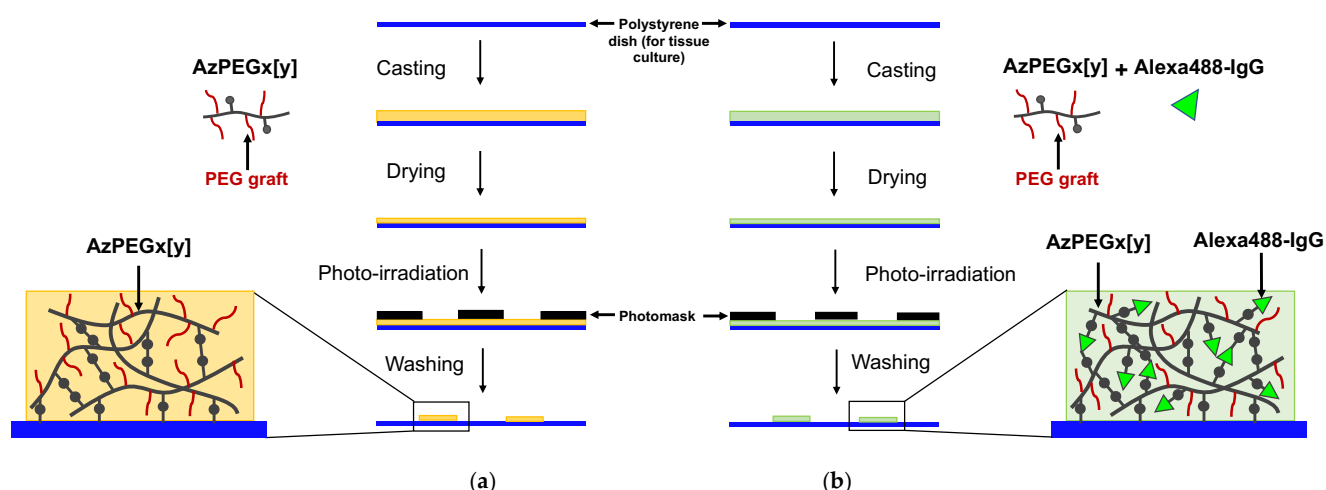 Polystyrene
dish (for tissue
culture)
AzPEGx[y]
Casting
Casting
AzPEGx[y] + Alexa488-IgG
PEG graft
Drying
Drying
PEG graft
AzPEGx[y]
Photo-irradiation
Photo-irradiation
AzPEGx[y]
Alexa488-IgG
Photomask
Washing
Washing
(a)
(b)